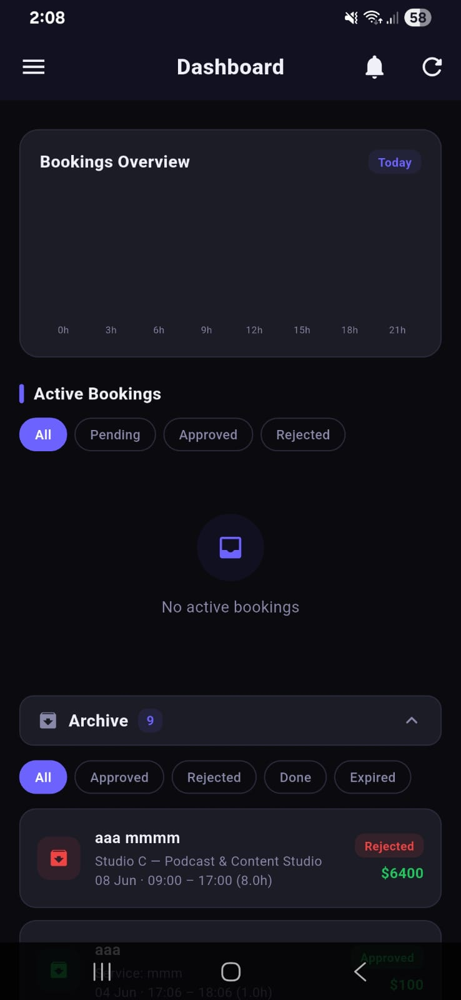 2:08
58
Dashboard
Bookings Overview
Today
0h 3h 6h 9h 12h 15h 18h 21h
Active Bookings
All Pending Approved Rejected
No active bookings
Archive 9
All Approved Rejected Done Expired
aaa mmmm
Rejected
Studio C — Podcast & Content Studio
$6400
08 Jun · 09:00 – 17:00 (8.0h)
aaa
Approved
Service: mmm
$100
04 Jun · 17:06 – 18:06 (1.0h)